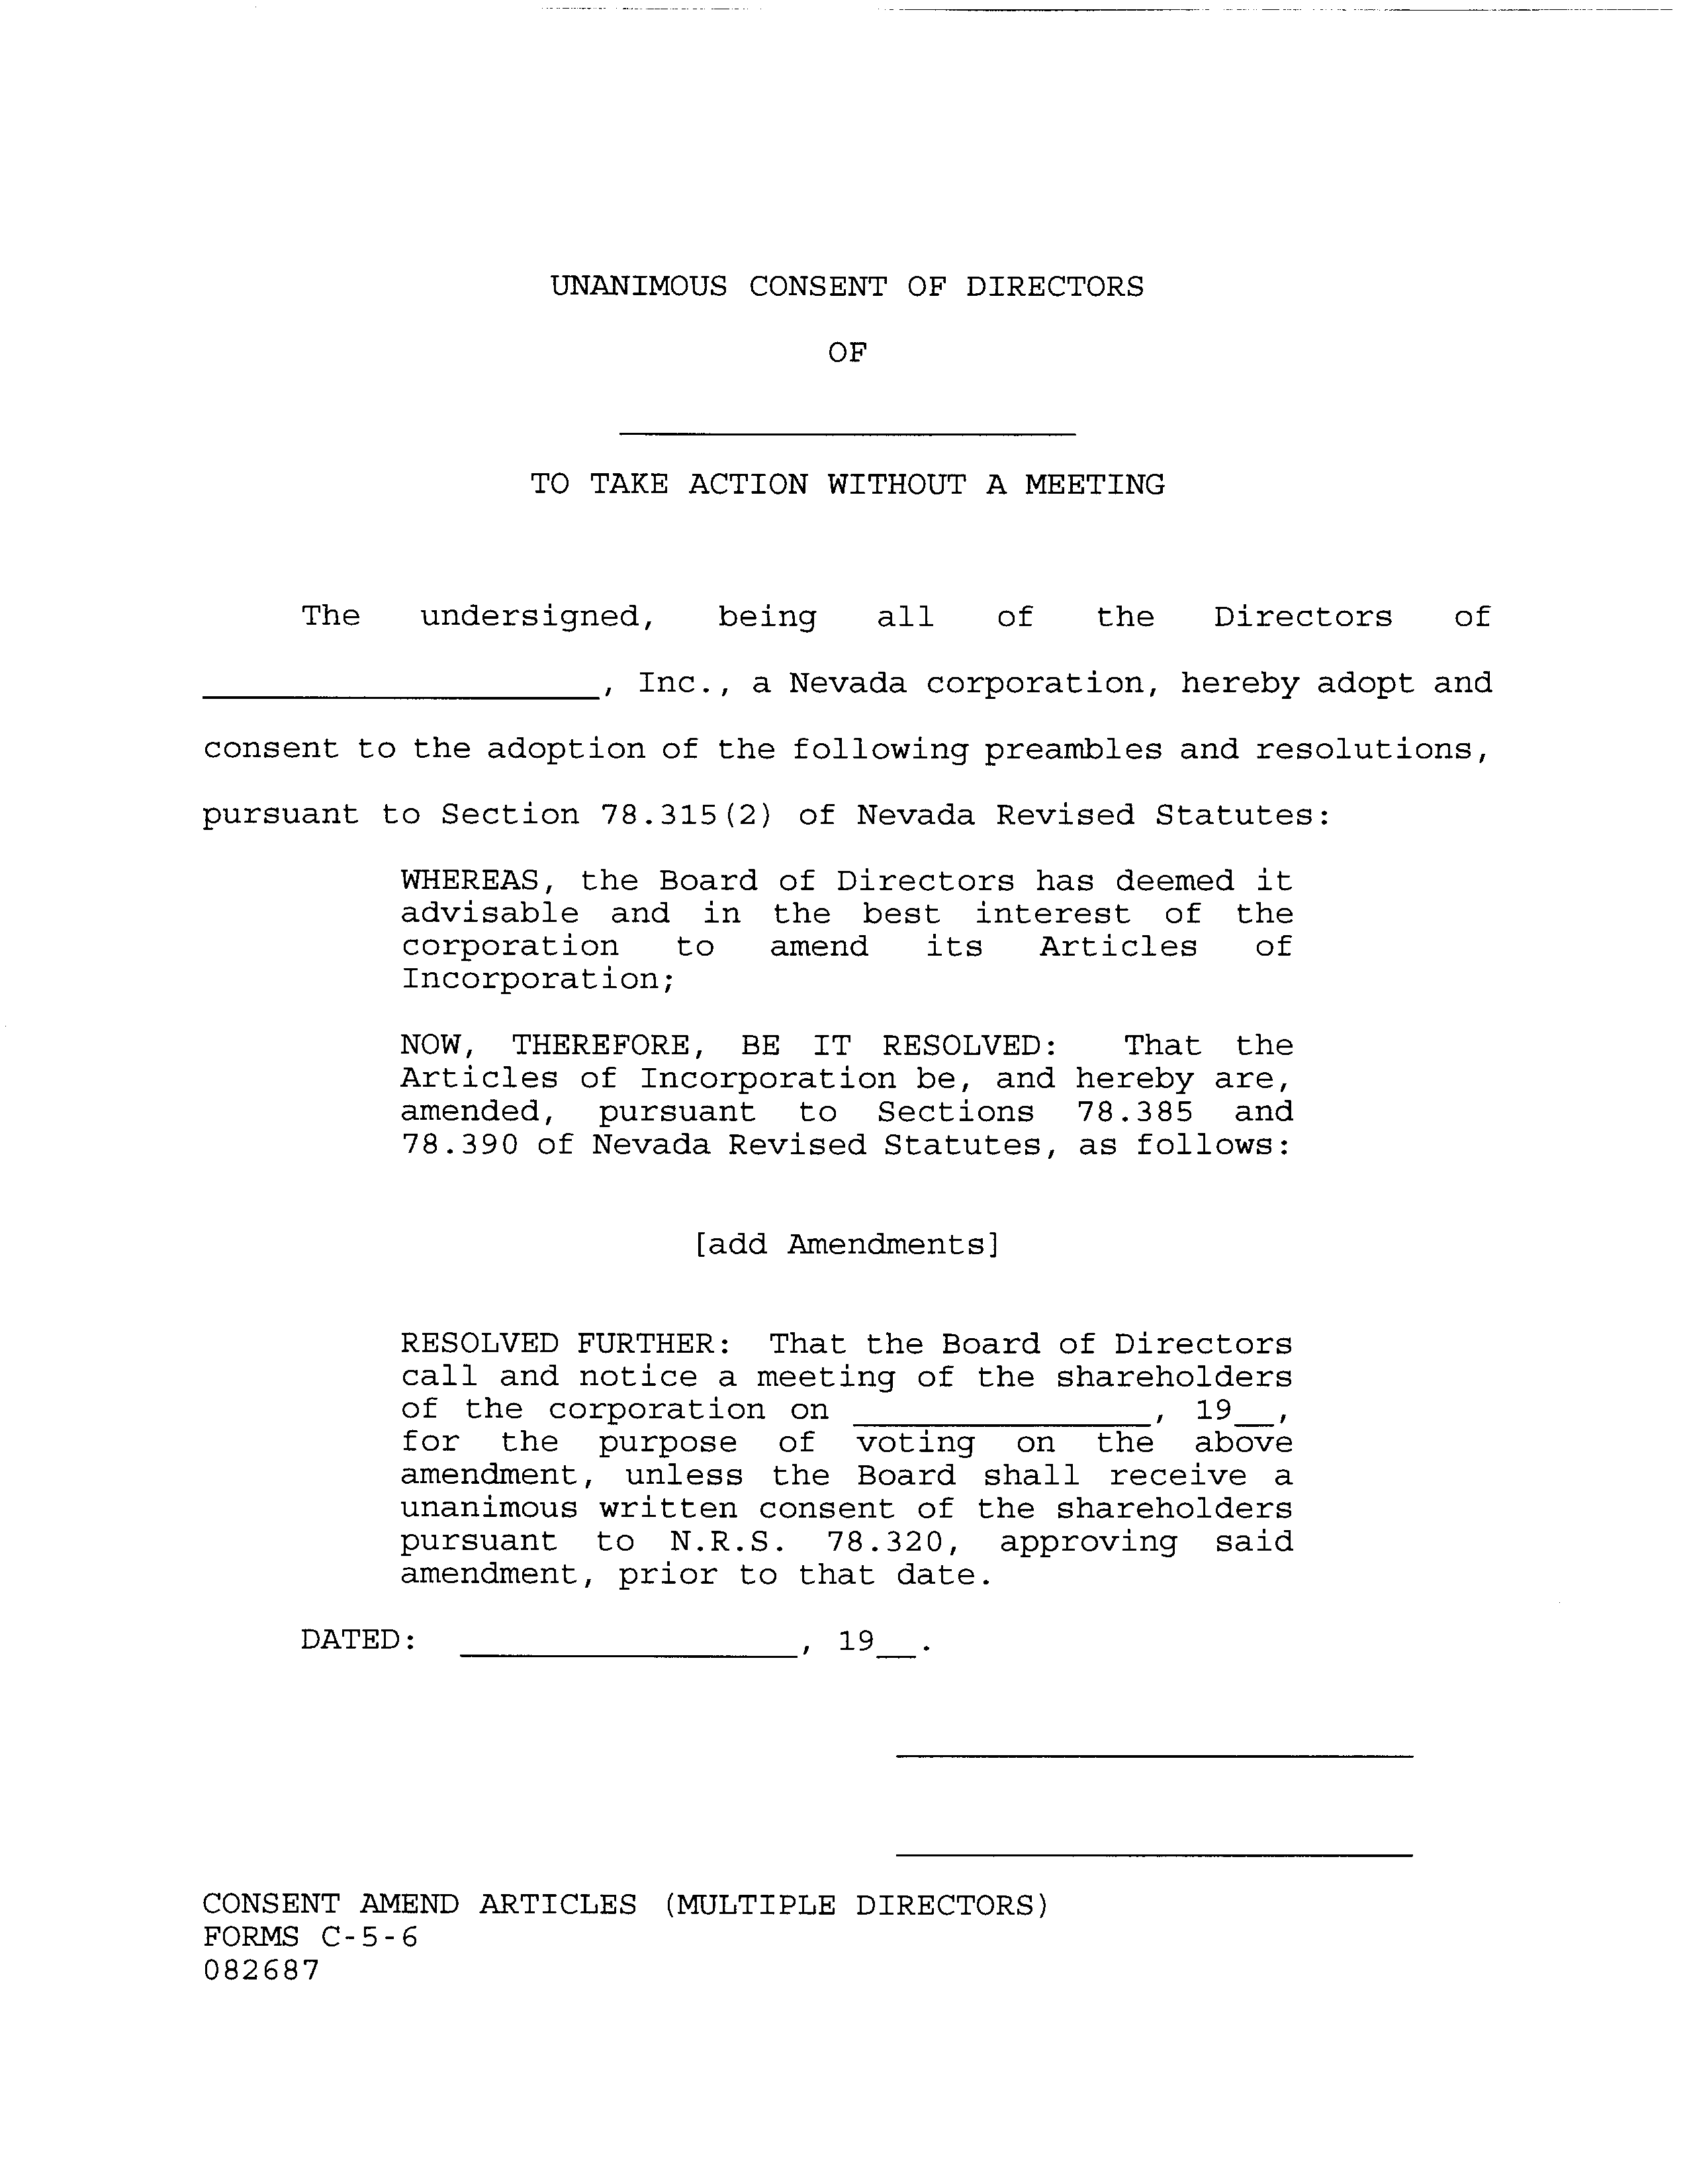 UNANIMOUS CONSENT OF DIRECTORS
OF
____________________
TO TAKE ACTION WITHOUT A MEETING
The undersigned, being all of the Directors of
____________________, Inc., a Nevada corporation, hereby adopt and
consent to the adoption of the following preambles and resolutions,
pursuant to Section 78.315(2) of Nevada Revised Statutes:
WHEREAS, the Board of Directors has deemed it
advisable and in the best interest of the
corporation to amend its Articles of
Incorporation;
NOW, THEREFORE, BE IT RESOLVED: That the
Articles of Incorporation be, and hereby are,
amended, pursuant to Sections 78.385 and
78.390 of Nevada Revised Statutes, as follows:
[add Amendments]
RESOLVED FURTHER: That the Board of Directors
call and notice a meeting of the shareholders
of the corporation on _______________, 19__,
for the purpose of voting on the above
amendment, unless the Board shall receive a
unanimous written consent of the shareholders
pursuant to N.R.S. 78.320, approving said
amendment, prior to that date.
DATED: _________________, 19__.
CONSENT AMEND ARTICLES (MULTIPLE DIRECTORS)
FORMS C-5-6
082687